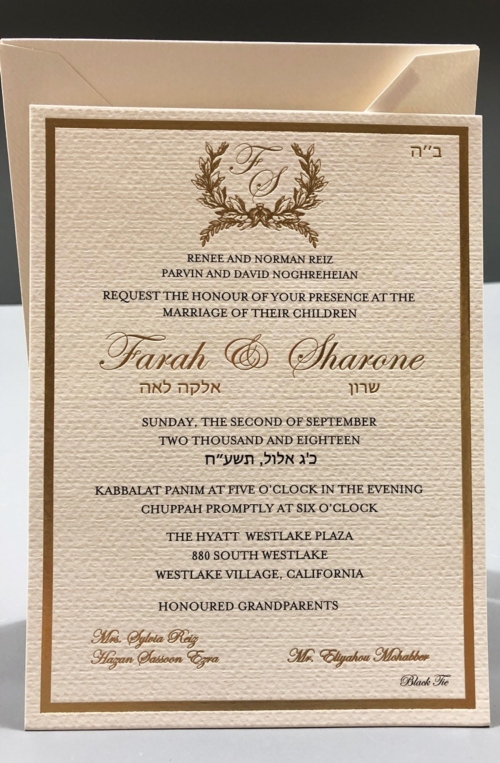 ב"ה
F
S
RENEE AND NORMAN REIZ
PARVIN AND DAVID NOGHREHEIAN
REQUEST THE HONOUR OF YOUR PRESENCE AT THE
MARRIAGE OF THEIR CHILDREN
Farah & Sharone
אלקה לאה שרון
SUNDAY, THE SECOND OF SEPTEMBER
TWO THOUSAND AND EIGHTEEN
כ'ג אלול, תשע"ח
KABBALAT PANIM AT FIVE O'CLOCK IN THE EVENING
CHUPPAH PROMPTLY AT SIX O'CLOCK
THE HYATT WESTLAKE PLAZA
880 SOUTH WESTLAKE
WESTLAKE VILLAGE, CALIFORNIA
HONOURED GRANDPARENTS
Mrs. Sylvia Reiz
Hazan Sassoon Ezra Mr. Eliyahou Mohabber
Black Tie